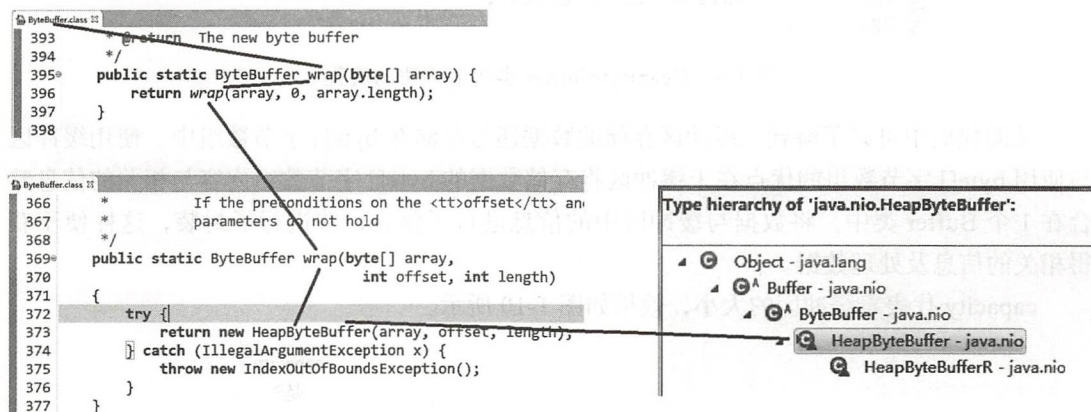 ByteBuffer.class
393 * @return The new byte buffer
394 */
395 public static ByteBuffer wrap(byte[] array) {
396 return wrap(array, 0, array.length);
397 }
398
ByteBuffer.class
366 * If the preconditions on the <tt>offset</tt> and
367 * parameters do not hold
368 */
369 public static ByteBuffer wrap(byte[] array,
370 int offset, int length)
371 {
372 try {
373 return new HeapByteBuffer(array, offset, length);
374 } catch (IllegalArgumentException x) {
375 throw new IndexOutOfBoundsException();
376 }
377 }
Type hierarchy of 'java.nio.HeapByteBuffer':
Object - java.lang
Buffer - java.nio
ByteBuffer - java.nio
HeapByteBuffer - java.nio
HeapByteBufferR - java.nio